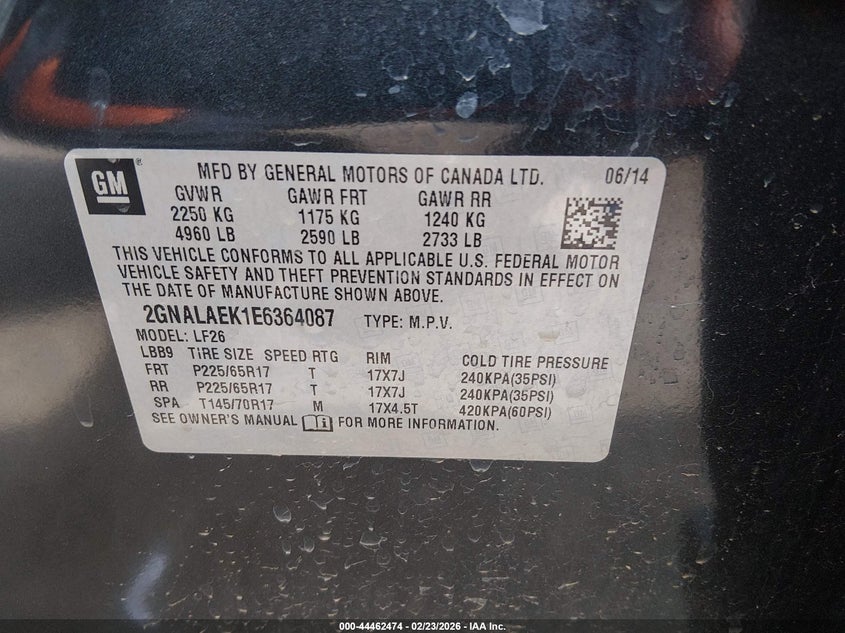 GM
MFD BY GENERAL MOTORS OF CANADA LTD. 06/14
GVWR GAWR FRT GAWR RR
2250 KG 1175 KG 1240 KG
4960 LB 2590 LB 2733 LB
THIS VEHICLE CONFORMS TO ALL APPLICABLE U.S. FEDERAL MOTOR
VEHICLE SAFETY AND THEFT PREVENTION STANDARDS IN EFFECT ON
THE DATE OF MANUFACTURE SHOWN ABOVE.
2GNALAEK1E6364087 TYPE: M.P.V.
MODEL: LF26
LBB9 TIRE SIZE SPEED RTG RIM COLD TIRE PRESSURE
FRT P225/65R17 T 17X7J 240KPA(35PSI)
RR P225/65R17 T 17X7J 240KPA(35PSI)
SPA T145/70R17 M 17X4.5T 420KPA(60PSI)
SEE OWNER'S MANUAL FOR MORE INFORMATION.
000-44462474 - 02/23/2026 - IAA Inc.